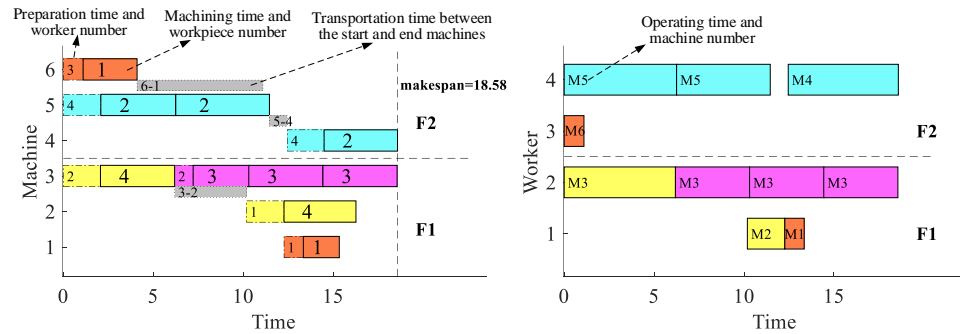 Preparation time and
worker number
Machining time and
workpiece number
Transportation time between
the start and end machines
makespan=18.58
Machine
6
5
4
3
2
1
3
1
6-1
4
2
2
5-4
4
2
F2
2
4
2
3
3
3
3-2
1
4
1
1
F1
0
5
10
15
Time
Operating time and
machine number
Worker
4
3
2
1
M5
M5
M4
M6
F2
M3
M3
M3
M3
M2
M1
F1
0
5
10
15
Time